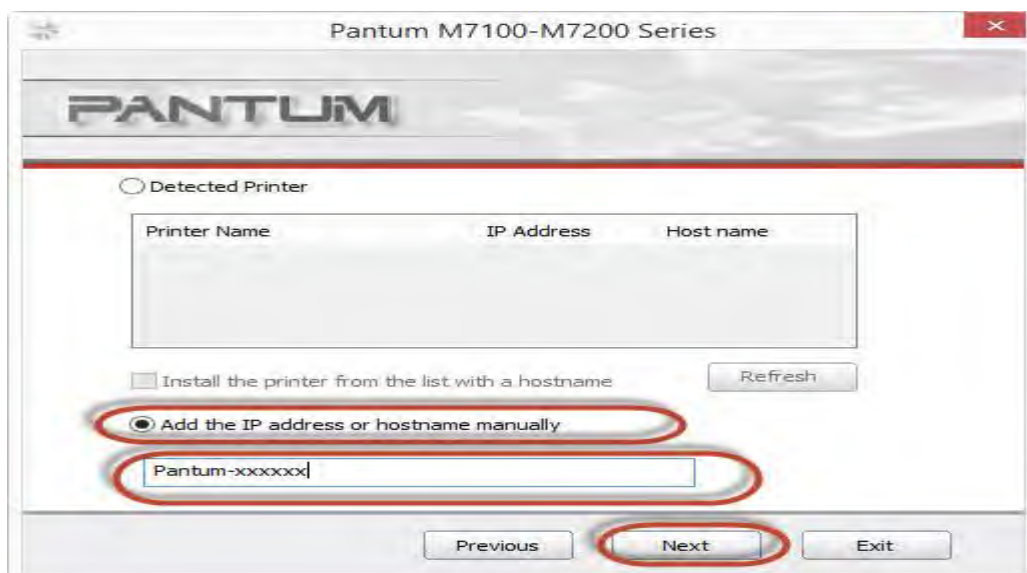 Pantum M7100-M7200 Series
PANTUM
Detected Printer
Printer Name IP Address Host name
Install the printer from the list with a hostname Refresh
Add the IP address or hostname manually
Pantum-xxxxxx
Previous Next Exit